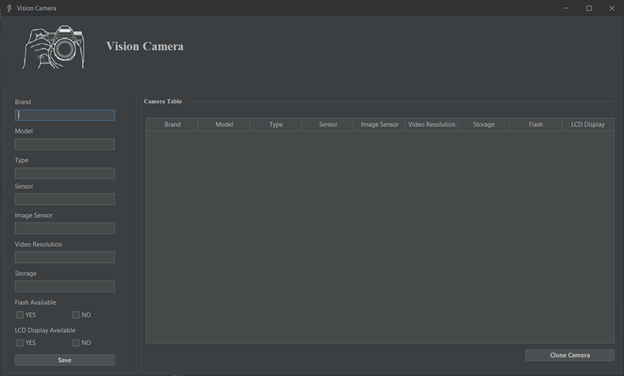 Vision Camera
Vision Camera
Brand
Model
Type
Sensor
Image Sensor
Video Resolution
Storage
Flash Available
YES NO
LCD Display Available
YES NO
Save
Camera Table
Brand Model Type Sensor Image Sensor Video Resolution Storage Flash LCD Display
Clone Camera